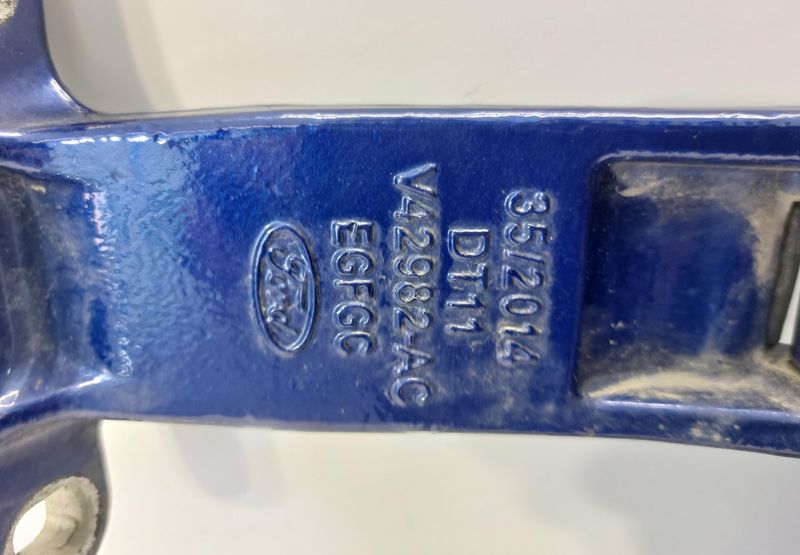 35/2014
DT11
V42982-AC
EGFGC
Ford